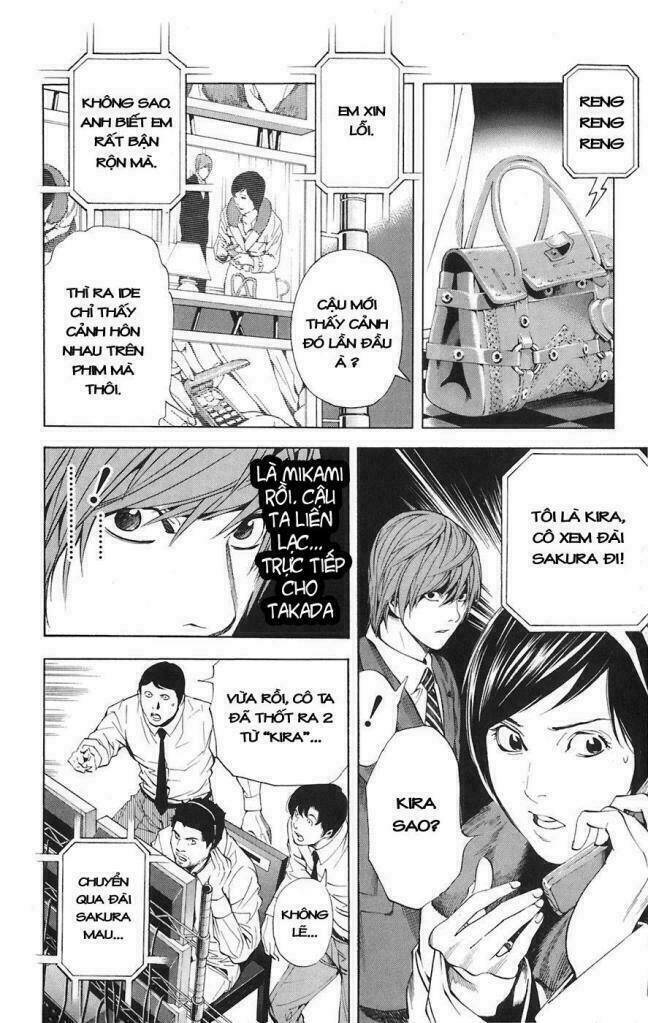 RENG
RENG
RENG
EM XIN
LỖI.
KHÔNG SAO.
ANH BIẾT EM
RẤT BẬN
RỘN MÀ.
CẬU MỚI
THẤY CẢNH
ĐÓ LẦN ĐẦU
À ?
THÌ RA IDE
CHỈ THẤY
CẢNH HÔN
NHAU TRÊN
PHIM MÀ
THÔI.
TÔI LÀ KIRA,
CÔ XEM ĐÀI
SAKURA ĐI!
!
KIRA
SAO?
LÀ MIKAMI
RỒI. CẬU
TA LIÊN
LẠC...
TRỰC TIẾP
CHO
TAKADA
!
VỪA RỒI, CÔ TA
ĐÃ THỐT RA 2
TỪ “KIRA”...
KHÔNG
LẼ...
CHUYỂN
QUA ĐÀI
SAKURA
MAU...